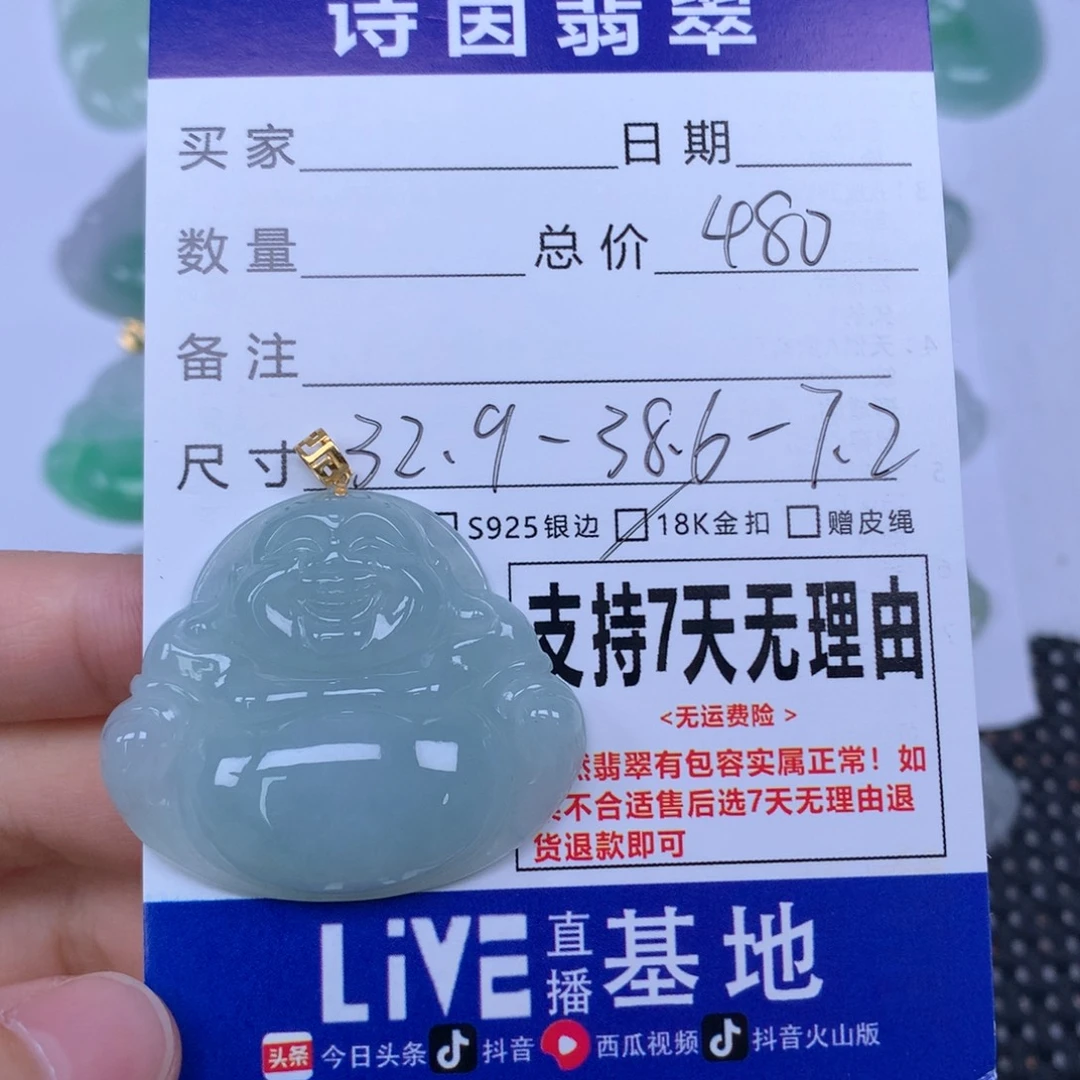 诗因翡翠
买家 日期
数量 总价 480
备注
尺寸 32.9-38.6-7.2
S925银边 18K金扣 赠皮绳
支持7天无理由
<无运费险>
然翡翠有包容实属正常！如
不合适售后选7天无理由退
货退款即可
LiVE 直播 基地
头条 今日头条 抖音 西瓜视频 抖音火山版